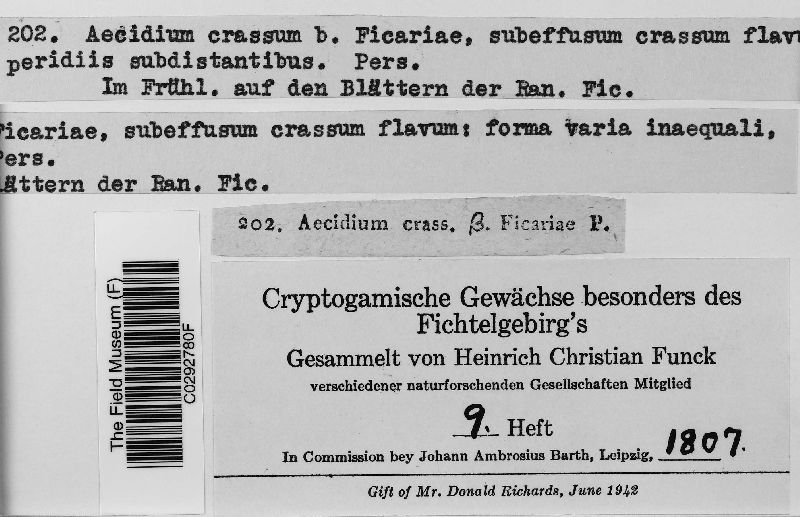 202. Aecidium crassum b. Ficariae, subeffusum crassum flavu
peridiis subdistantibus. Pers.
Im Frühl. auf den Blättern der Ran. Fic.
Ficariae, subeffusum crassum flavum: forma varia inaequali,
Pers.
lättern der Ran. Fic.
202. Aecidium crass. β. Ficariae P.
The Field Museum (F)
C0292780F
Cryptogamische Gewächse besonders des
Fichtelgebirg's
Gesammelt von Heinrich Christian Funck
verschiedener naturforschenden Gesellschaften Mitglied
9. Heft
In Commission bey Johann Ambrosius Barth, Leipzig, 1807.
Gift of Mr. Donald Richards, June 1942